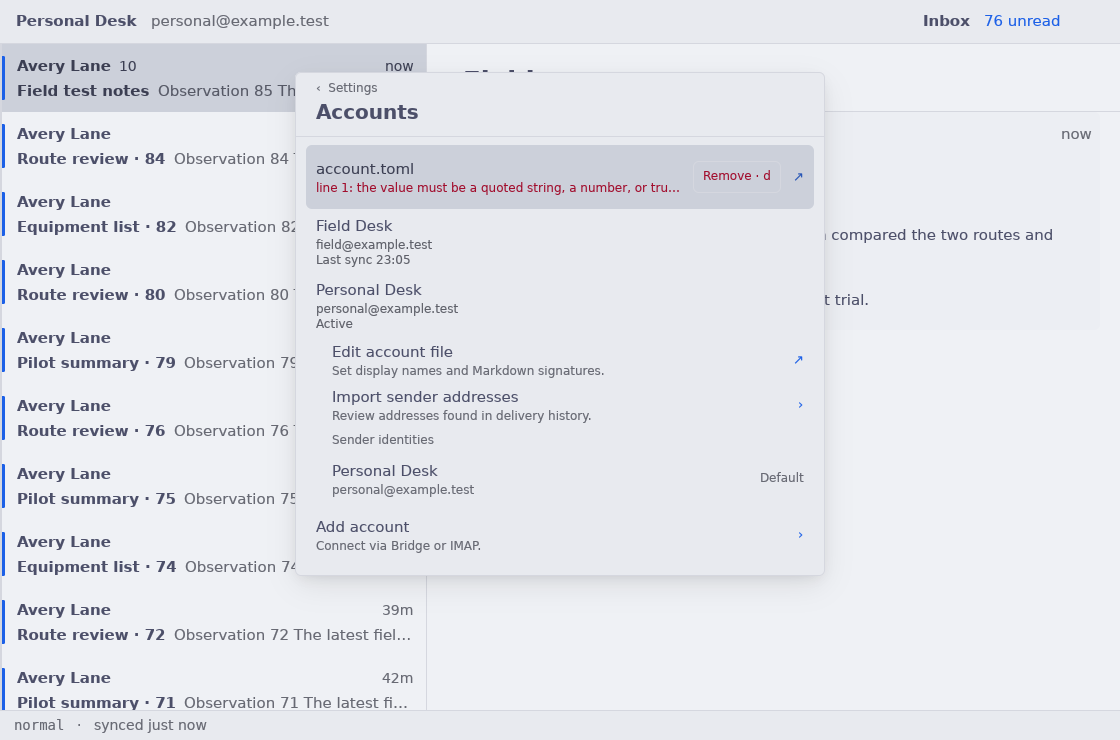 Personal Desk personal@example.test
Inbox 76 unread
Avery Lane 10 now
Field test notes Observation 85 Th
Avery Lane
Route review · 84 Observation 84
Avery Lane
Equipment list · 82 Observation 82
Avery Lane
Route review · 80 Observation 80
Avery Lane
Pilot summary · 79 Observation 79
Avery Lane
Route review · 76 Observation 76
Avery Lane
Pilot summary · 75 Observation 75
Avery Lane
Equipment list · 74 Observation 74
Avery Lane 39m
Route review · 72 Observation 72 The latest fiel…
Avery Lane 42m
Pilot summary · 71 Observation 71 The latest fi…
‹ Settings
Accounts
account.toml
line 1: the value must be a quoted string, a number, or tru…
Remove · d ↗
Field Desk
field@example.test
Last sync 23:05
Personal Desk
personal@example.test
Active
Edit account file ↗
Set display names and Markdown signatures.
Import sender addresses ›
Review addresses found in delivery history.
Sender identities
Personal Desk
personal@example.test
Default
Add account ›
Connect via Bridge or IMAP.
now
compared the two routes and
trial.
normal · synced just now